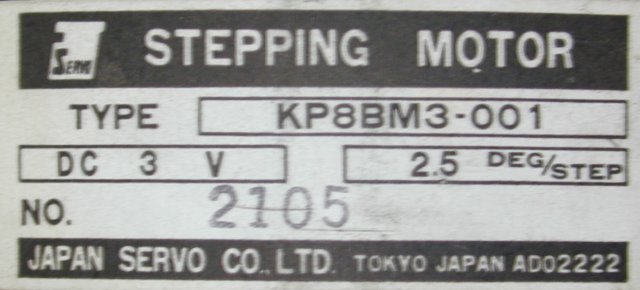 SERVO STEPPING MOTOR
TYPE KP8BM3-001
DC 3 V 2.5 DEG/STEP
NO. 2105
JAPAN SERVO CO., LTD. TOKYO JAPAN AD02222